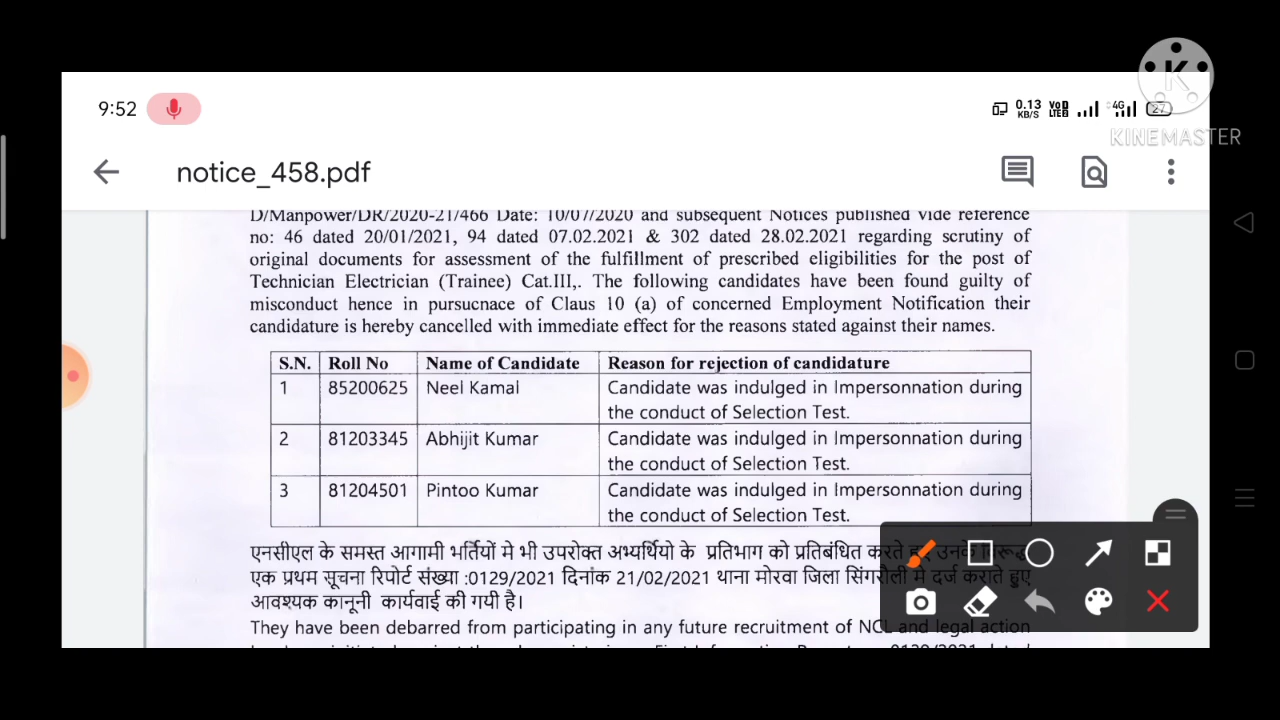 9:52
0.13 KB/S
Vo LTE 2
4G
27
K
KINEMASTER
notice_458.pdf
D/Manpower/DR/2020-21/466 Date: 10/07/2020 and subsequent Notices published vide reference
no: 46 dated 20/01/2021, 94 dated 07.02.2021 & 302 dated 28.02.2021 regarding scrutiny of
original documents for assessment of the fulfillment of prescribed eligibilities for the post of
Technician Electrician (Trainee) Cat.III,. The following candidates have been found guilty of
misconduct hence in pursucnace of Claus 10 (a) of concerned Employment Notification their
candidature is hereby cancelled with immediate effect for the reasons stated against their names.
S.N. Roll No Name of Candidate Reason for rejection of candidature
1 85200625 Neel Kamal Candidate was indulged in Impersonnation during
the conduct of Selection Test.
2 81203345 Abhijit Kumar Candidate was indulged in Impersonnation during
the conduct of Selection Test.
3 81204501 Pintoo Kumar Candidate was indulged in Impersonnation during
the conduct of Selection Test.
एनसीएल के समस्त आगामी भर्तियों मे भी उपरोक्त अभ्यर्थियो के प्रतिभाग को प्रतिबंधित करते हुए उनके विरूद्ध
एक प्रथम सूचना रिपोर्ट संख्या :0129/2021 दिनांक 21/02/2021 थाना मोरवा जिला सिंगरौली मे दर्ज कराते हुए
आवश्यक कानूनी कार्यवाई की गयी है।
They have been debarred from participating in any future recruitment of NCL and legal action